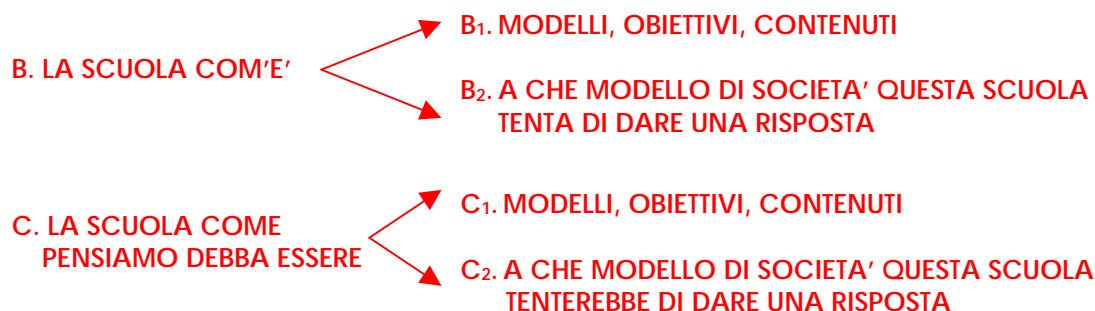 B. LA SCUOLA COM'E'
B₁. MODELLI, OBIETTIVI, CONTENUTI
B₂. A CHE MODELLO DI SOCIETA' QUESTA SCUOLA
TENTA DI DARE UNA RISPOSTA
C. LA SCUOLA COME
PENSIAMO DEBBA ESSERE
C₁. MODELLI, OBIETTIVI, CONTENUTI
C₂. A CHE MODELLO DI SOCIETA' QUESTA SCUOLA
TENTEREBBE DI DARE UNA RISPOSTA